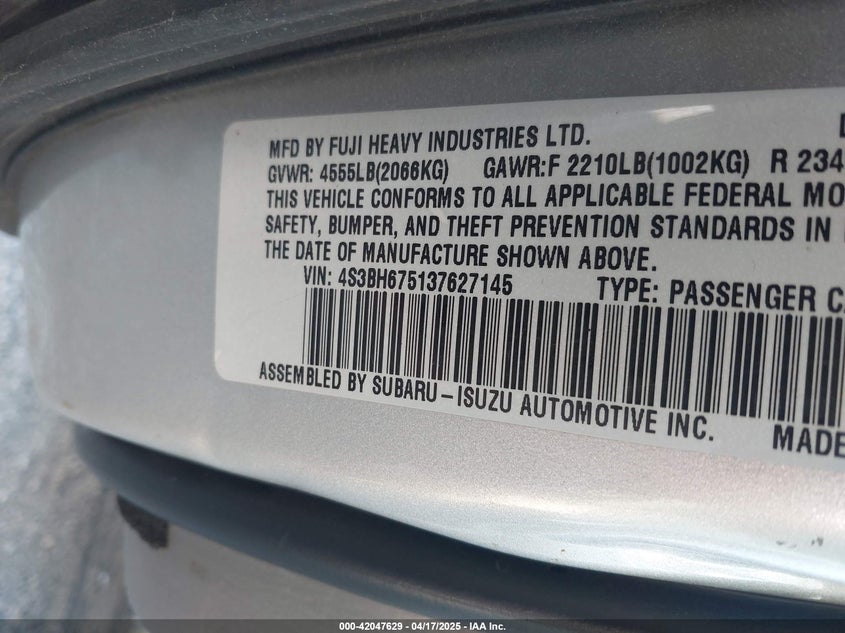 MFD BY FUJI HEAVY INDUSTRIES LTD.
GVWR: 4555LB(2066KG) GAWR:F 2210LB(1002KG) R 234
THIS VEHICLE CONFORMS TO ALL APPLICABLE FEDERAL MO
SAFETY, BUMPER, AND THEFT PREVENTION STANDARDS IN
THE DATE OF MANUFACTURE SHOWN ABOVE.
VIN: 4S3BH675137627145 TYPE: PASSENGER CA
ASSEMBLED BY SUBARU-ISUZU AUTOMOTIVE INC.
MADE
000-42047629 / 04/17/2025 - IAA Inc.